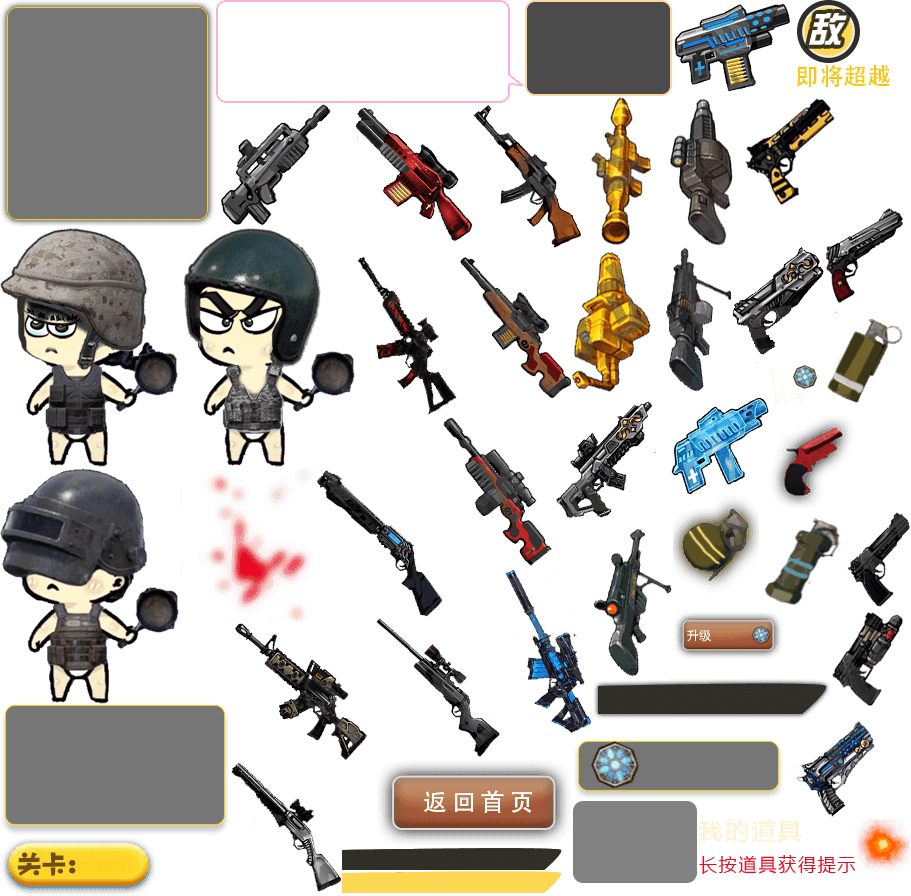 敌
即将超越
升级
返回首页
我的道具
长按道具获得提示
关卡：